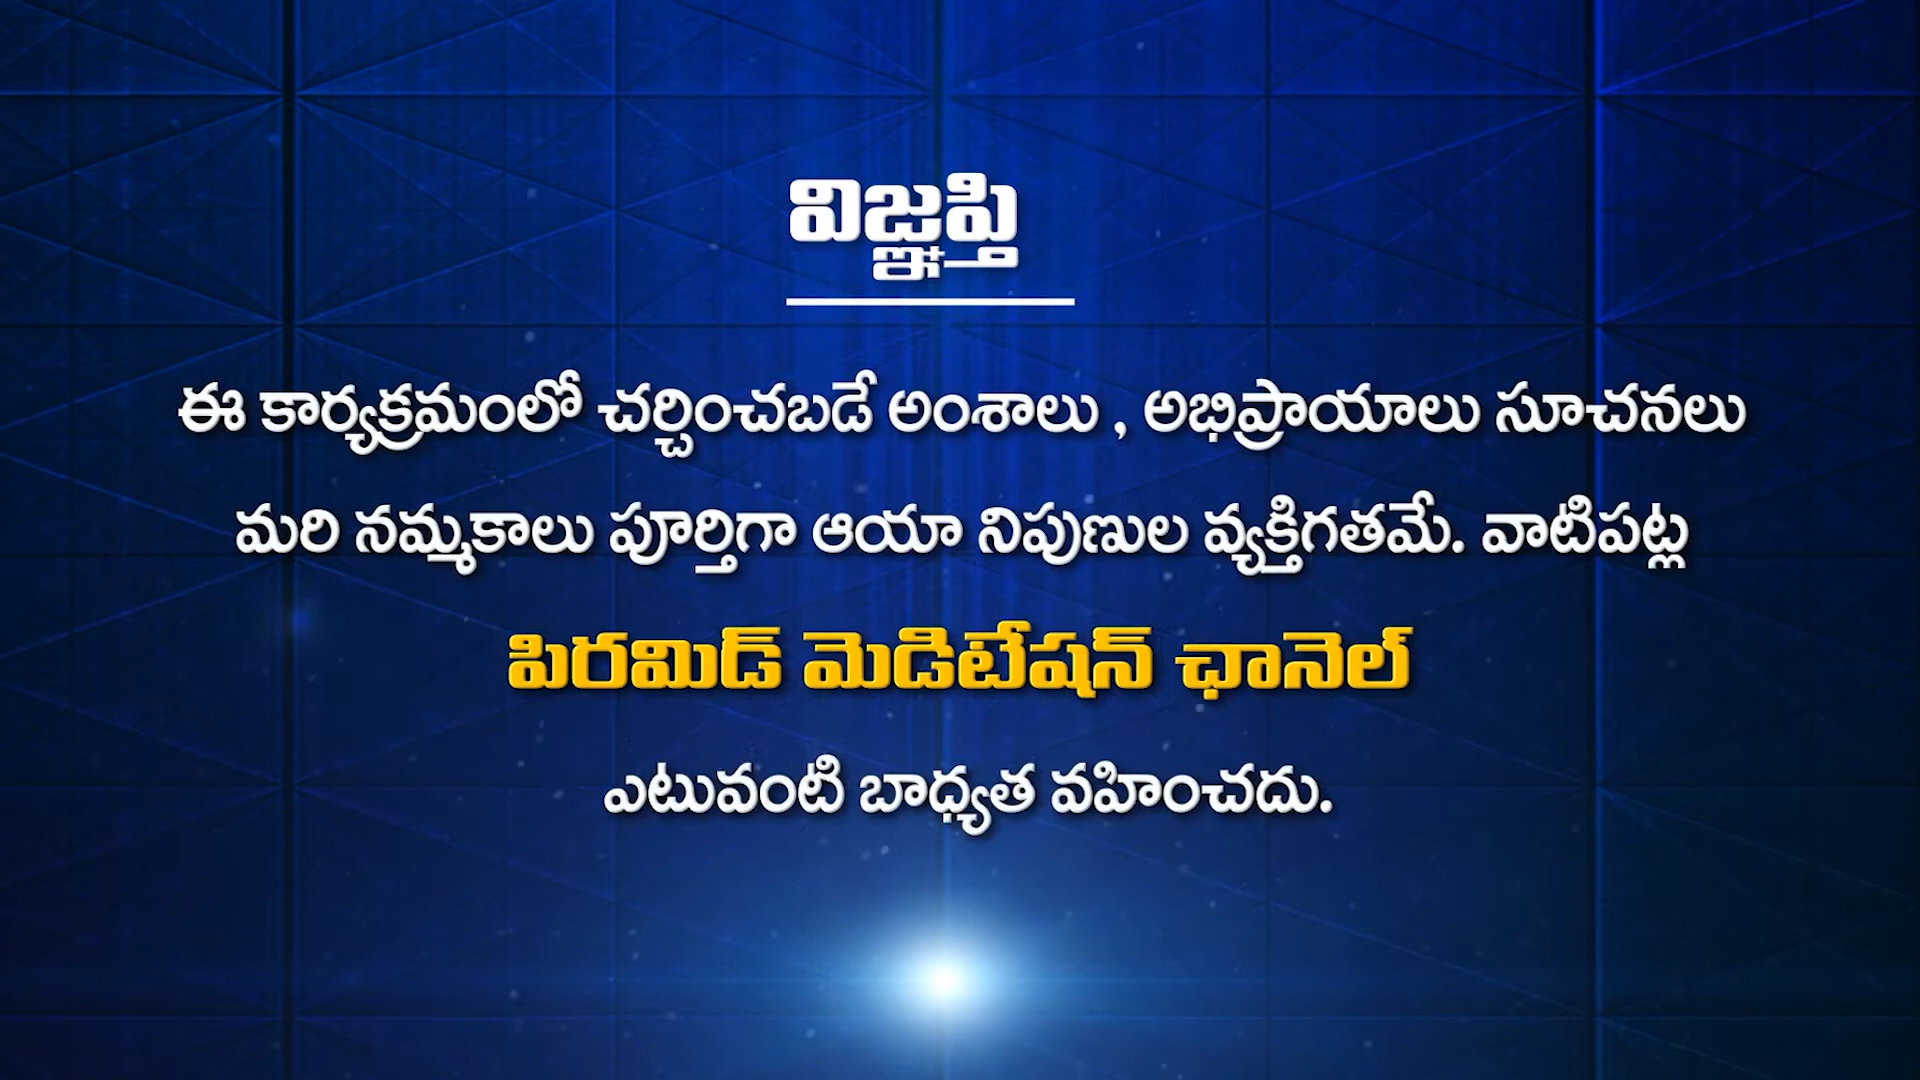 విజ్ఞప్తి
ఈ కార్యక్రమంలో చర్చించబడే అంశాలు , అభిప్రాయాలు సూచనలు
మరి నమ్మకాలు పూర్తిగా ఆయా నిపుణుల వ్యక్తిగతమే. వాటిపట్ల
పిరమిడ్ మెడిటేషన్ ఛానెల్
ఎటువంటి బాధ్యత వహించదు.